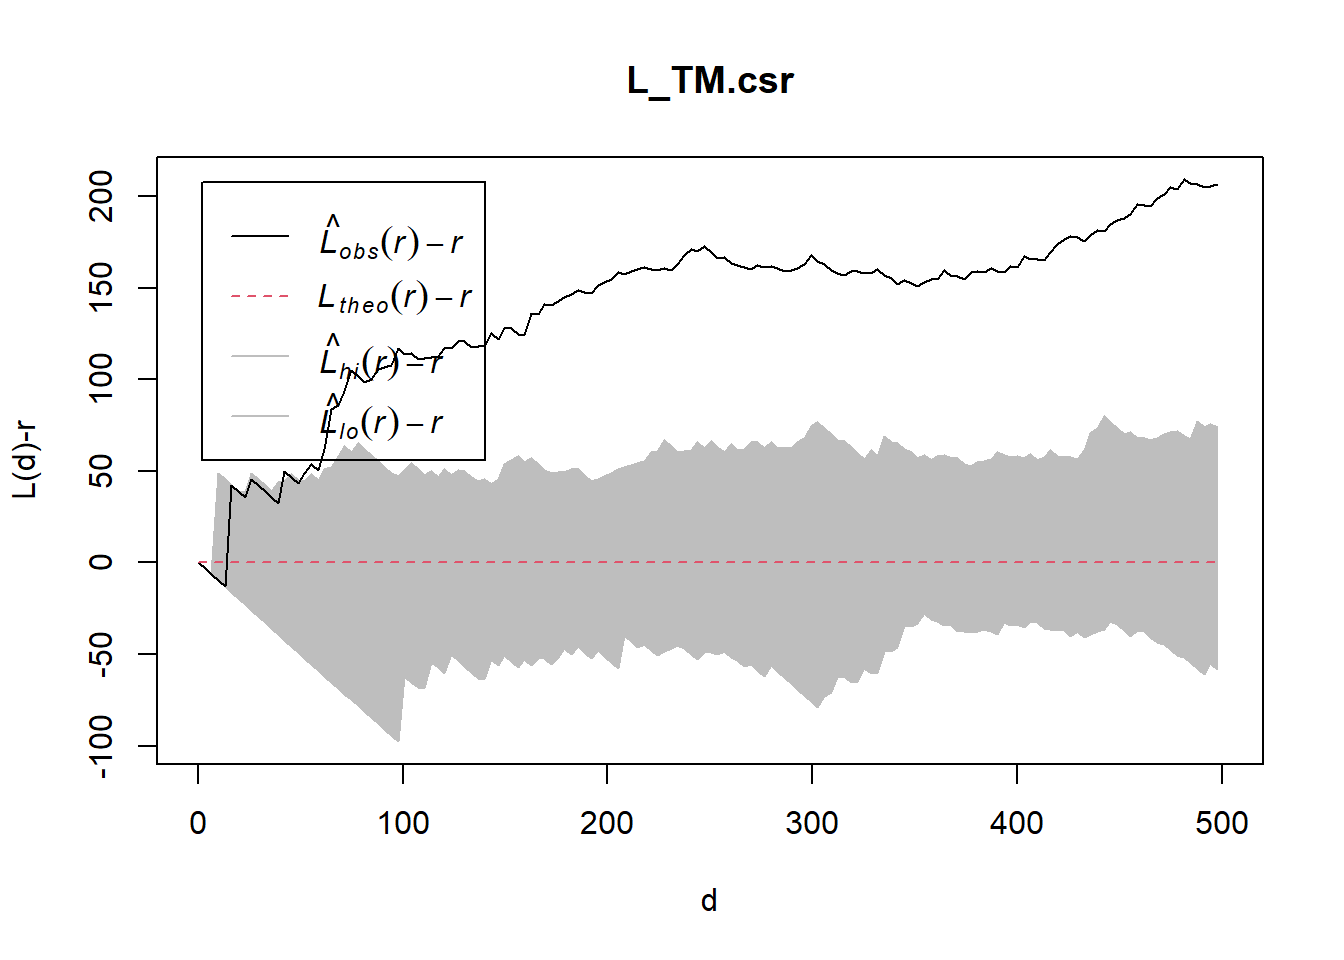 L_TM.csr
L̂obs(r) – r
Ltheo(r) – r
L̂hi(r) – r
L̂lo(r) – r
L(d)-r
200
150
100
50
0
-50
-100
0 100 200 300 400 500
d